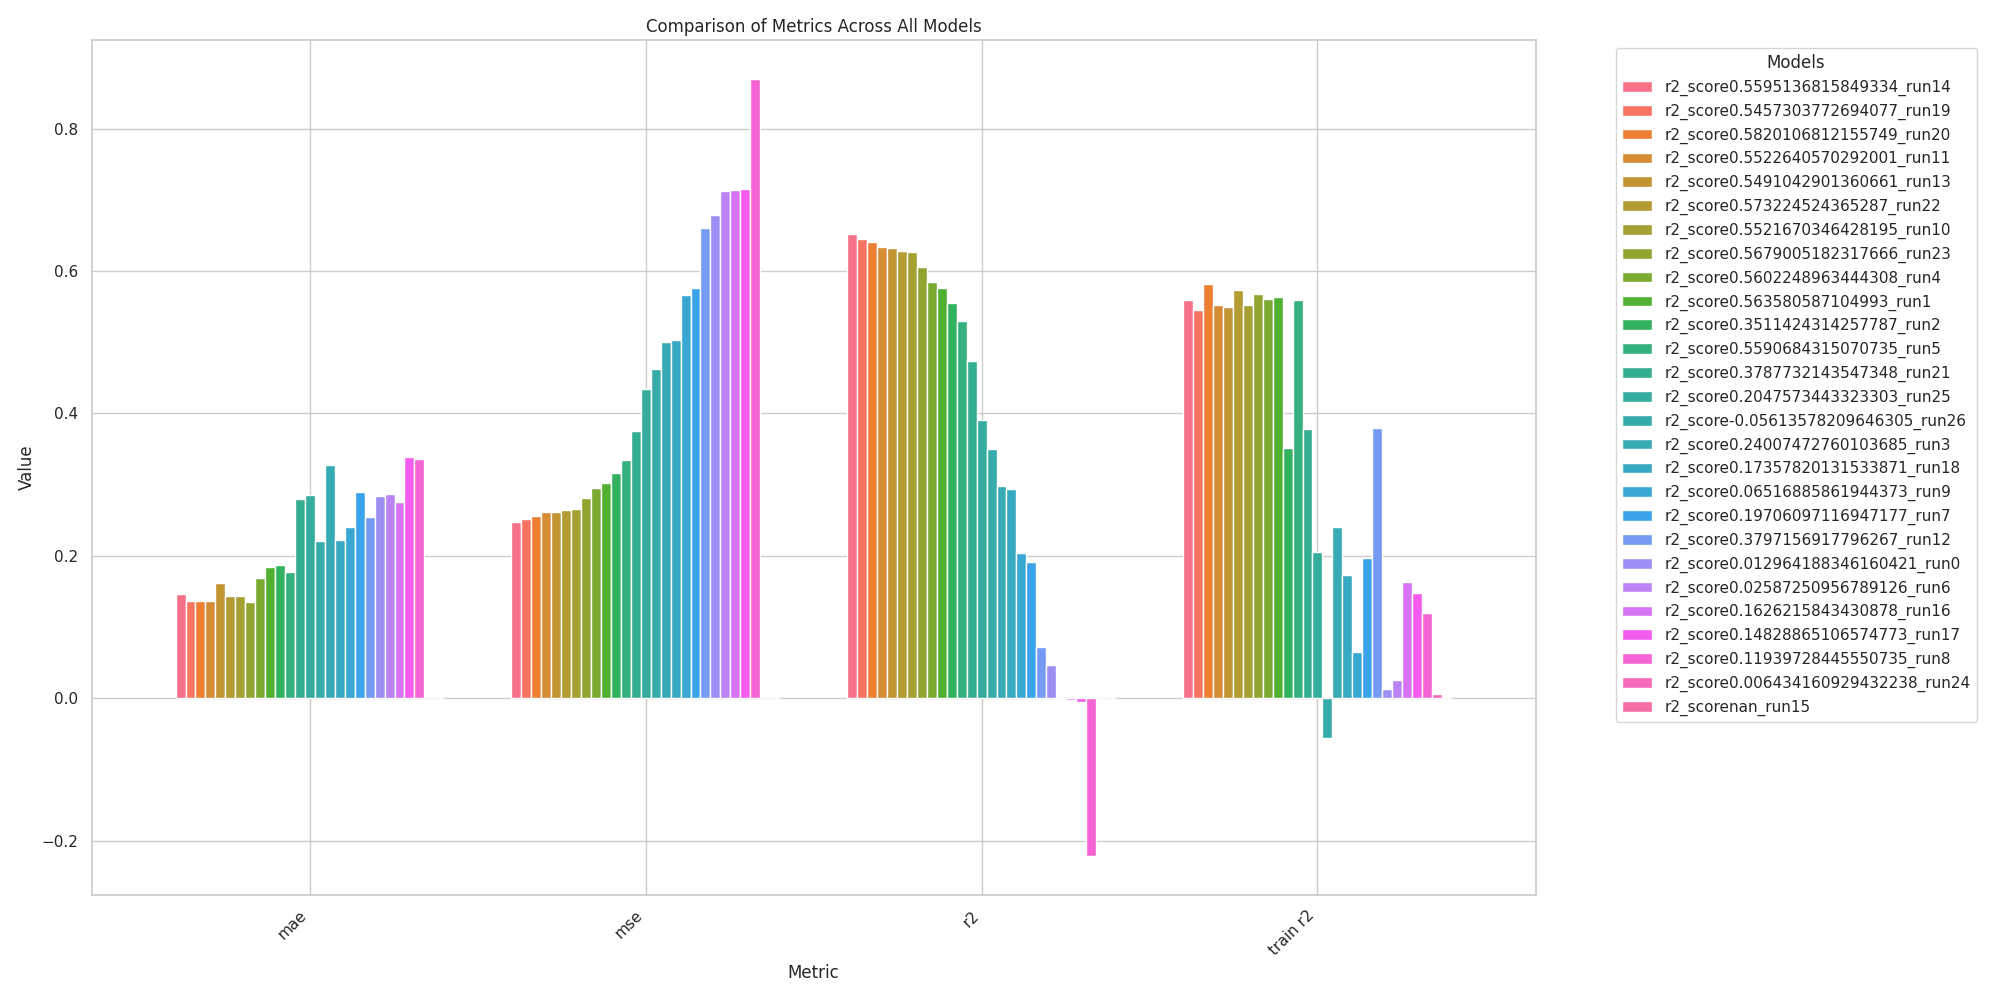 Comparison of Metrics Across All Models
Value
0.8
0.6
0.4
0.2
0.0
−0.2
mae
mse
r2
train r2
Metric
Models
r2_score0.5595136815849334_run14
r2_score0.5457303772694077_run19
r2_score0.5820106812155749_run20
r2_score0.5522640570292001_run11
r2_score0.5491042901360661_run13
r2_score0.573224524365287_run22
r2_score0.5521670346428195_run10
r2_score0.5679005182317666_run23
r2_score0.5602248963444308_run4
r2_score0.563580587104993_run1
r2_score0.3511424314257787_run2
r2_score0.5590684315070735_run5
r2_score0.3787732143547348_run21
r2_score0.2047573443323303_run25
r2_score-0.05613578209646305_run26
r2_score0.24007472760103685_run3
r2_score0.17357820131533871_run18
r2_score0.06516885861944373_run9
r2_score0.19706097116947177_run7
r2_score0.3797156917796267_run12
r2_score0.012964188346160421_run0
r2_score0.02587250956789126_run6
r2_score0.1626215843430878_run16
r2_score0.14828865106574773_run17
r2_score0.11939728445550735_run8
r2_score0.006434160929432238_run24
r2_scorenan_run15